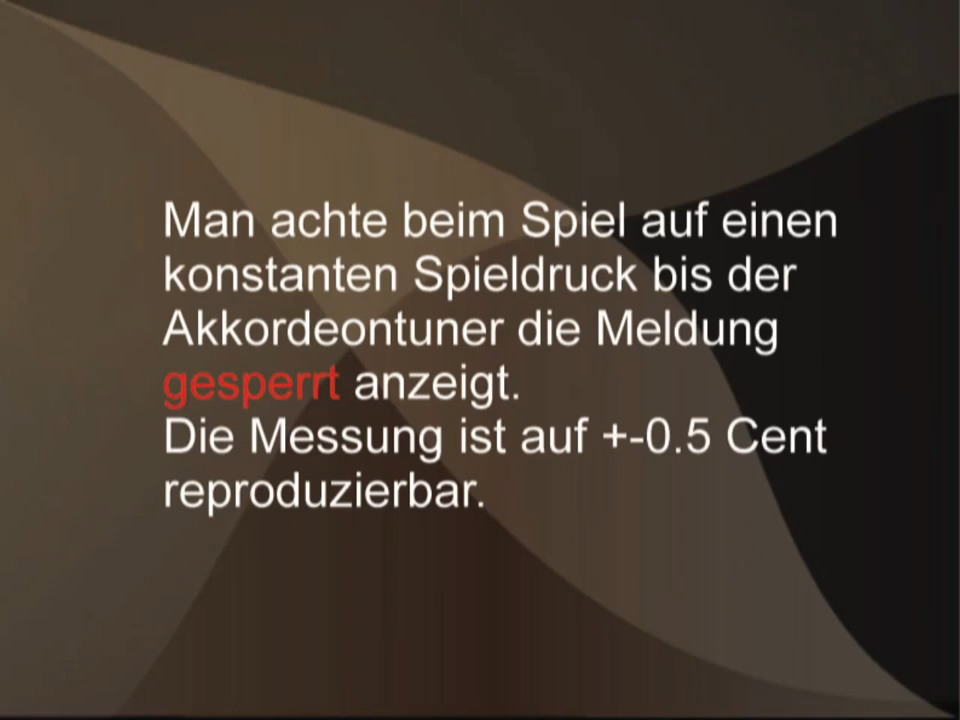 Man achte beim Spiel auf einen
konstanten Spieldruck bis der
Akkordeontuner die Meldung
gesperrt anzeigt.
Die Messung ist auf +-0.5 Cent
reproduzierbar.